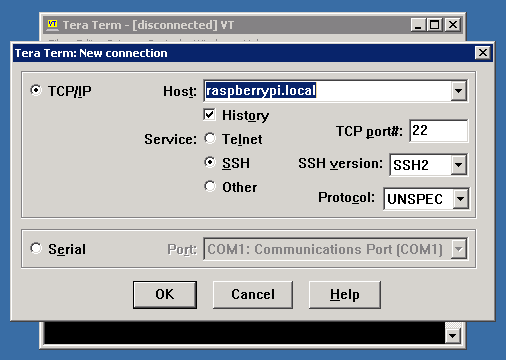 Tera Term - [disconnected] VT
Tera Term: New connection
TCP/IP
Host: raspberrypi.local
History
Service: Telnet
TCP port#: 22
SSH
SSH version: SSH2
Other
Protocol: UNSPEC
Serial
Port: COM1: Communications Port (COM1)
OK Cancel Help